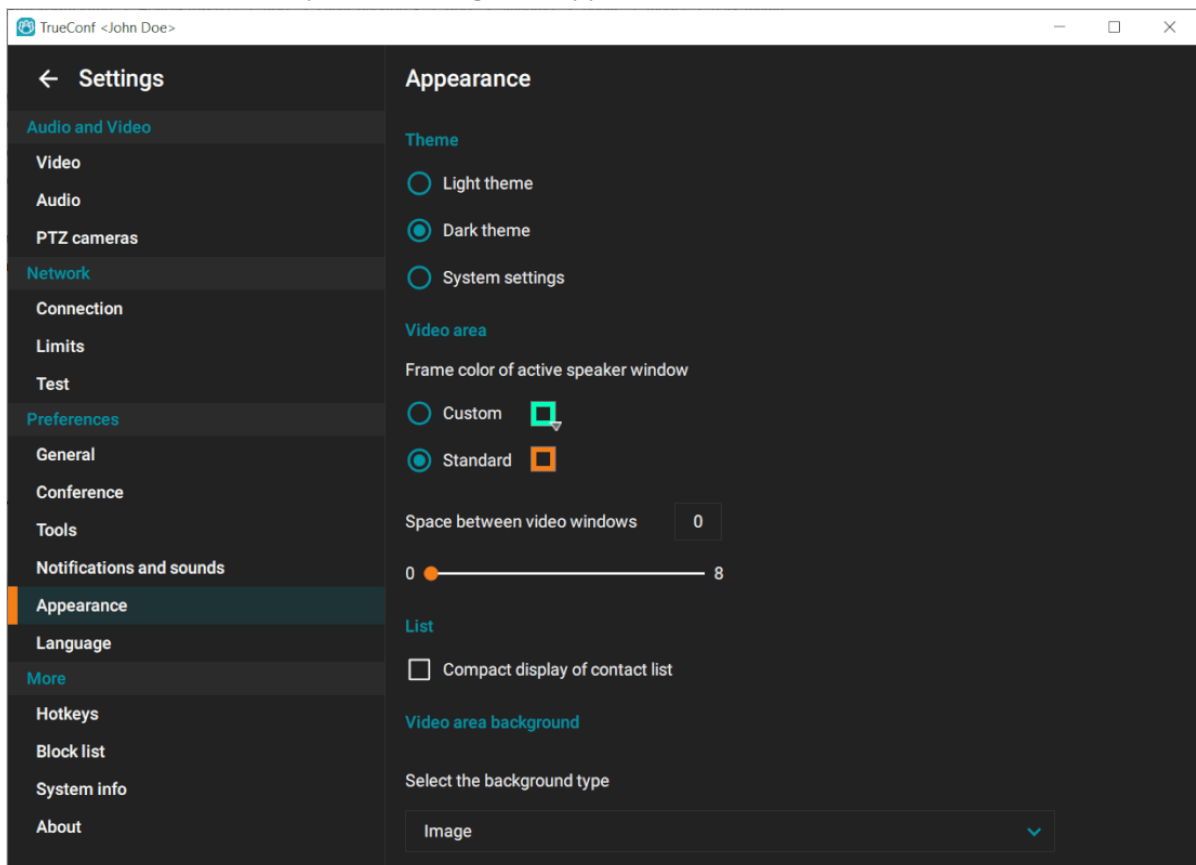 TrueConf <John Doe>
Settings
Audio and Video
Video
Audio
PTZ cameras
Network
Connection
Limits
Test
Preferences
General
Conference
Tools
Notifications and sounds
Appearance
Language
More
Hotkeys
Block list
System info
About
Appearance
Theme
Light theme
Dark theme
System settings
Video area
Frame color of active speaker window
Custom
Standard
Space between video windows 0
0 8
List
Compact display of contact list
Video area background
Select the background type
Image